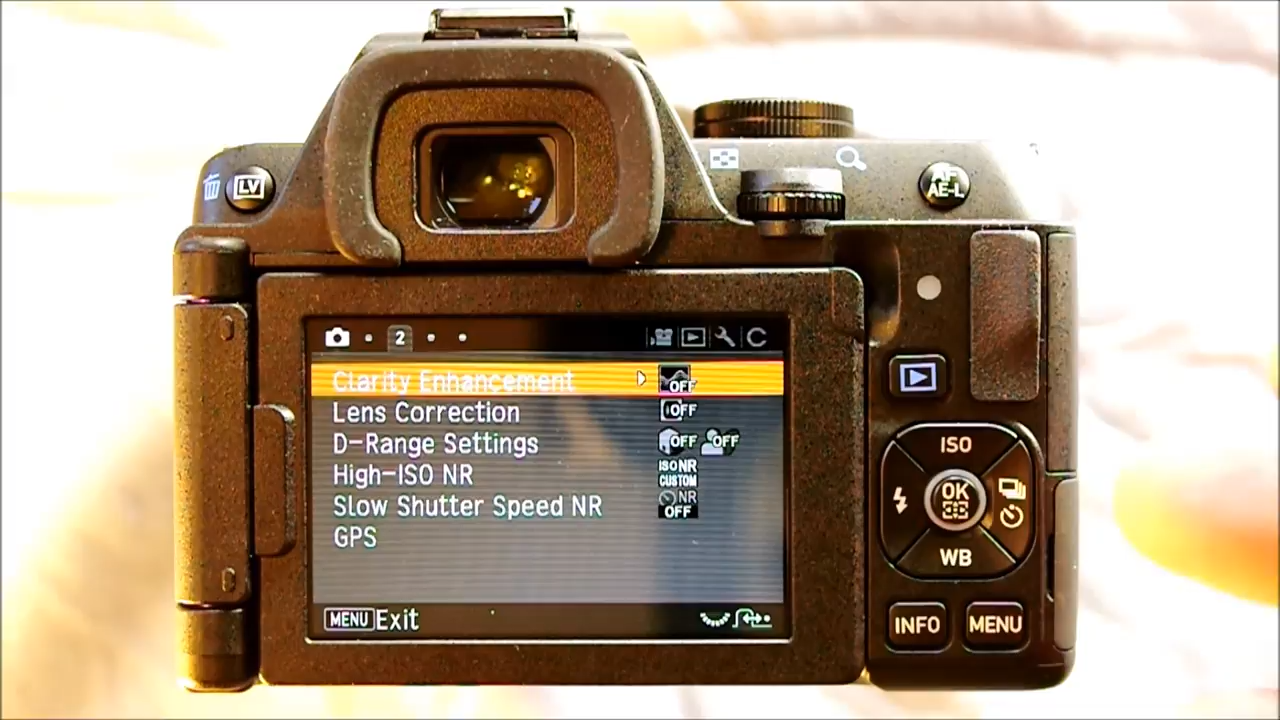 LV
AF
AE-L
2
C
Clarity Enhancement
OFF
Lens Correction
OFF
D-Range Settings
OFF OFF
High-ISO NR
ISO NR
CUSTOM
Slow Shutter Speed NR
NR
OFF
GPS
MENU Exit
ISO
OK
WB
INFO
MENU